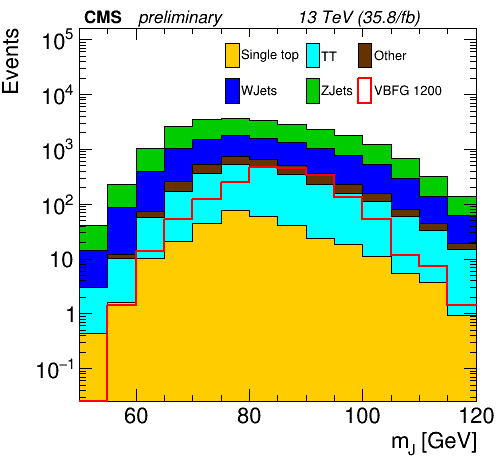 CMS preliminary 13 TeV (35.8/fb)
Events
Single top TT Other
WJets ZJets VBFG 1200
10^5
10^4
10^3
10^2
10
1
10^−1
60 80 100 120
m_J [GeV]